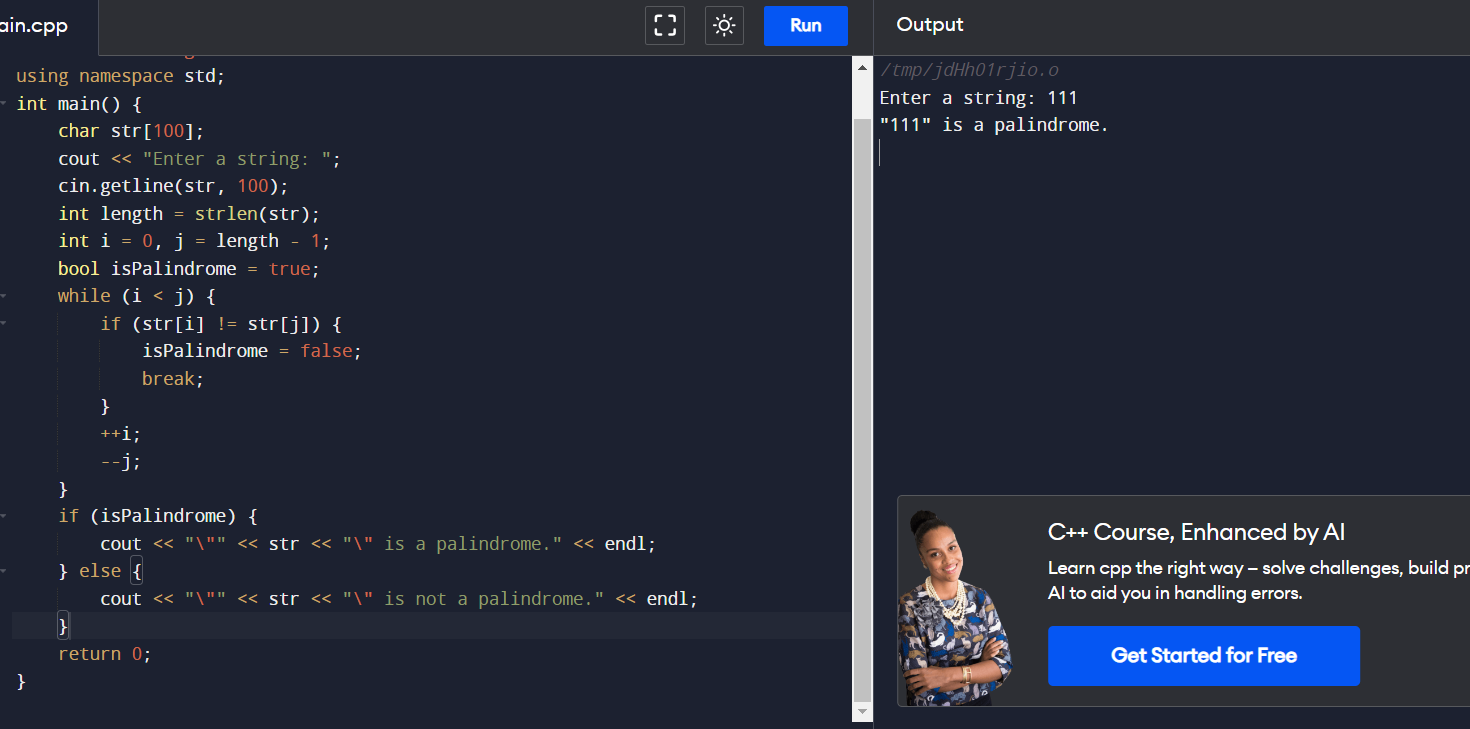 ain.cpp
Run
using namespace std;
int main() {
    char str[100];
    cout << "Enter a string: ";
    cin.getline(str, 100);
    int length = strlen(str);
    int i = 0, j = length - 1;
    bool isPalindrome = true;
    while (i < j) {
        if (str[i] != str[j]) {
            isPalindrome = false;
            break;
        }
        ++i;
        --j;
    }
    if (isPalindrome) {
        cout << "\"" << str << "\" is a palindrome." << endl;
    } else {
        cout << "\"" << str << "\" is not a palindrome." << endl;
    }
    return 0;
}
Output
/tmp/jdHhO1rjio.o
Enter a string: 111
"111" is a palindrome.
C++ Course, Enhanced by AI
Learn cpp the right way – solve challenges, build pr
AI to aid you in handling errors.
Get Started for Free